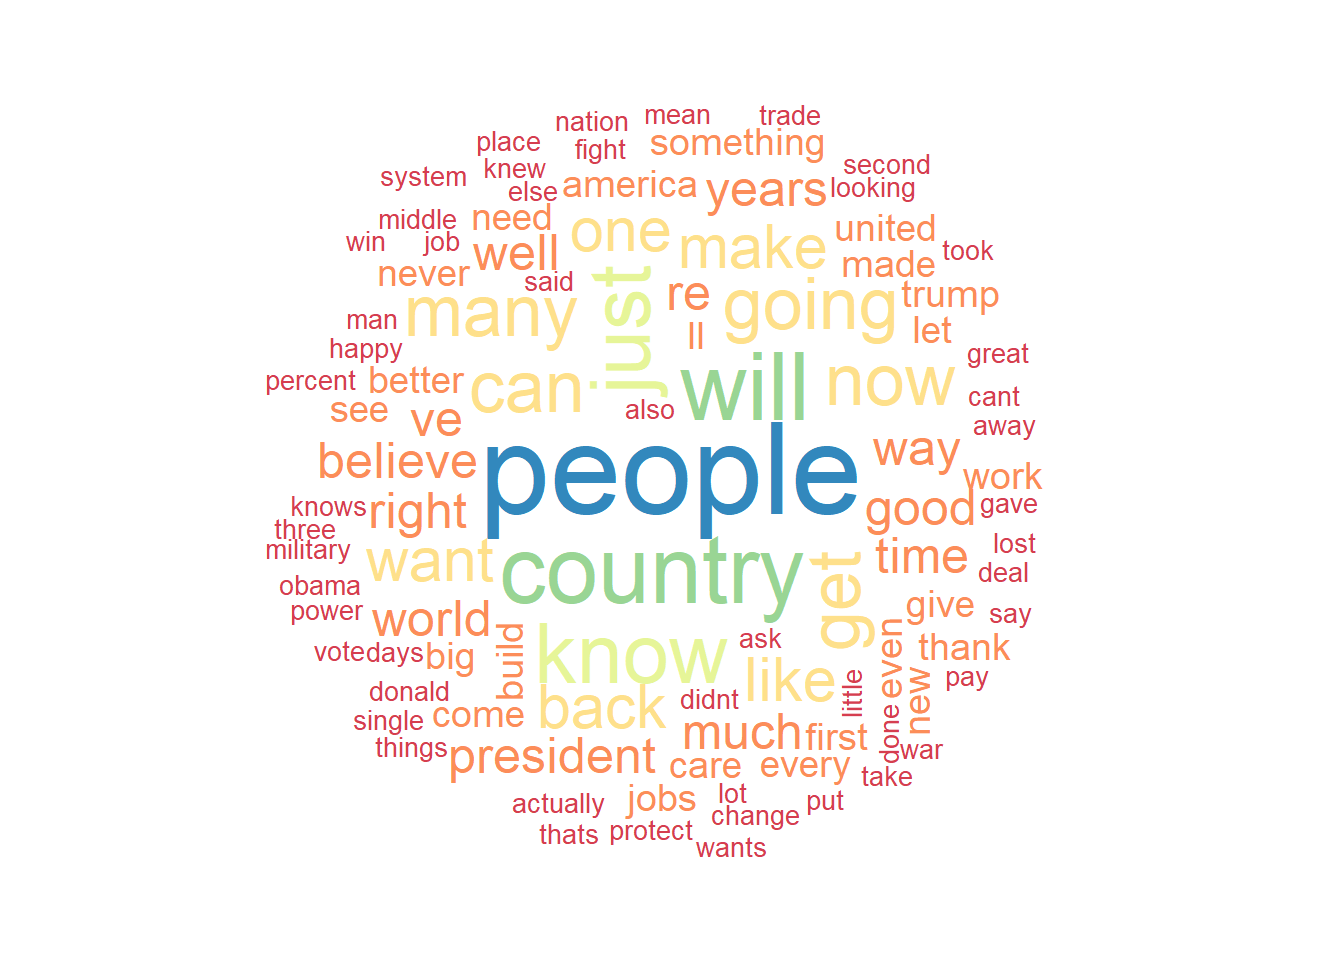 nation
mean
trade
place
fight
something
system
knew
second
else
america
years
looking
middle
need
one
make
united
win
job
well
took
never
said
just
re
made
many
going
trump
man
ll
let
happy
great
percent
better
can
will
now
cant
see
ve
also
away
believe
people
way
work
knows
right
good
gave
three
military
want
country
get
time
lost
deal
obama
power
world
give
say
vote
days
big
build
know
ask
like
even
thank
pay
donald
single
come
back
didnt
little
new
things
president
much
first
done
war
care
every
take
actually
jobs
lot
put
thats
protect
change
wants